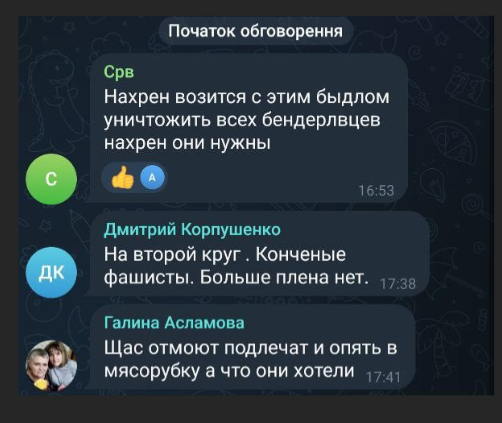 Початок обговорення
Срв
Нахрен возится с этим быдлом
уничтожить всех бендерлвцев
нахрен они нужны
С
👍 A
16:53
Дмитрий Корпушенко
На второй круг . Конченые
фашисты. Больше плена нет. 17:38
ДК
Галина Асламова
Щас отмоют подлечат и опять в
мясорубку а что они хотели 17:41